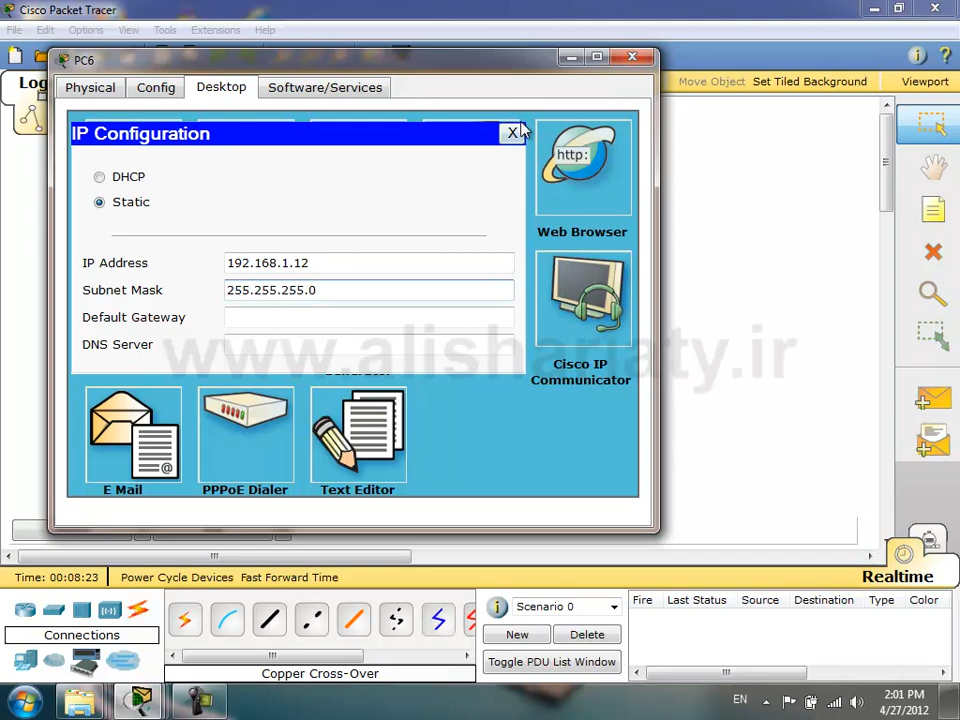 Cisco Packet Tracer
File Edit Options View Tools Extensions Help
PC6
Move Object Set Tiled Background Viewport
Log
Physical Config Desktop Software/Services
IP Configuration X
DHCP
Static
IP Address 192.168.1.12
Subnet Mask 255.255.255.0
Default Gateway
DNS Server
http:
Web Browser
Cisco IP
Communicator
www.alishariaty.ir
E Mail PPPoE Dialer Text Editor
Time: 00:08:23 Power Cycle Devices Fast Forward Time Realtime
Connections
Copper Cross-Over
Scenario 0
New Delete
Toggle PDU List Window
Fire Last Status Source Destination Type Color
EN
2:01 PM
4/27/2012